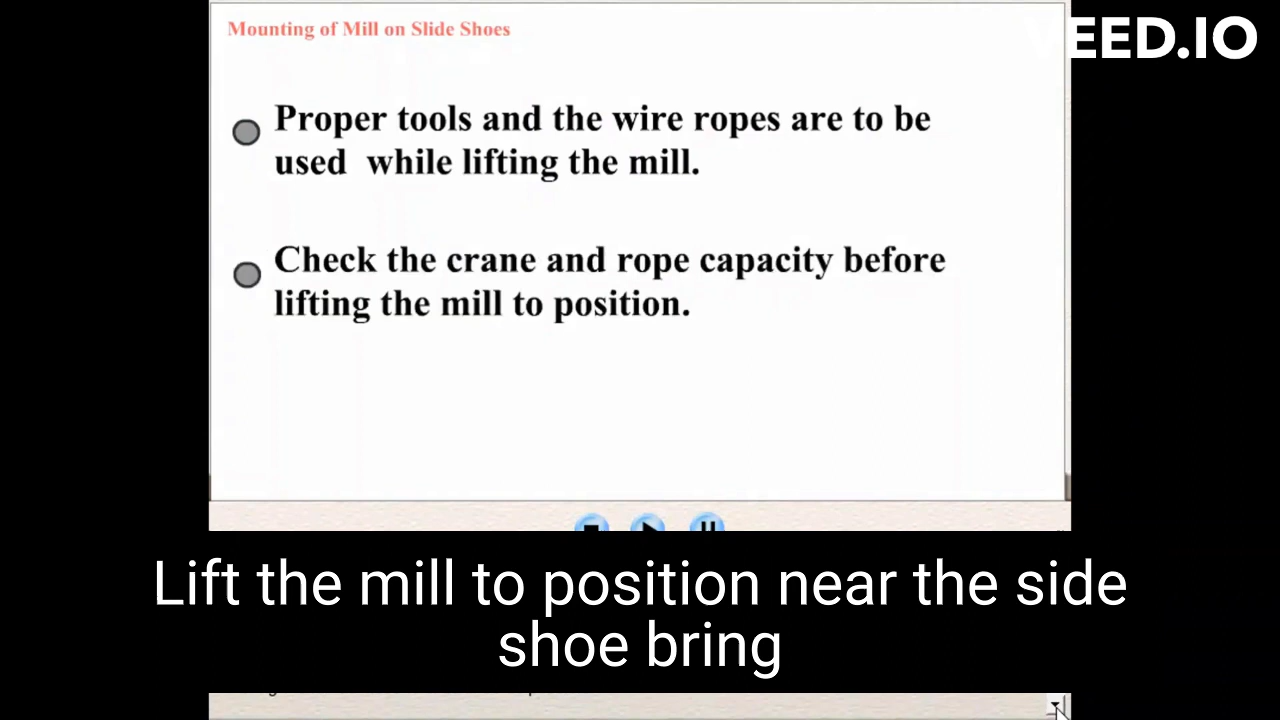 Mounting of Mill on Slide Shoes
EED.IO
Proper tools and the wire ropes are to be
used while lifting the mill.
Check the crane and rope capacity before
lifting the mill to position.
Lift the mill to position near the side
shoe bring